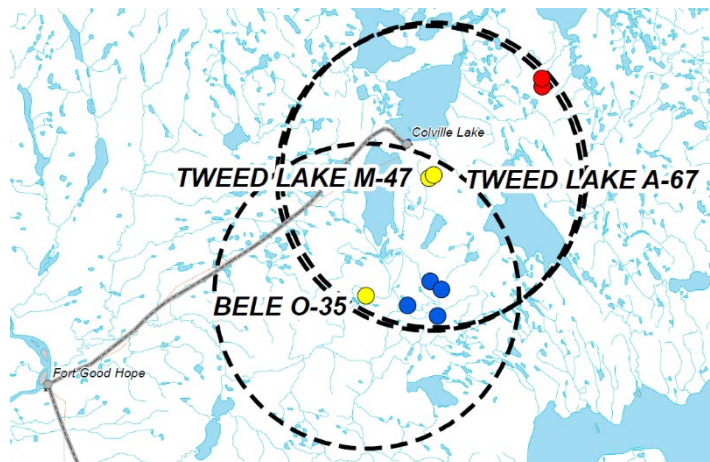 Colville Lake
TWEED LAKE M-47
TWEED LAKE A-67
BELE O-35
Fort Good Hope